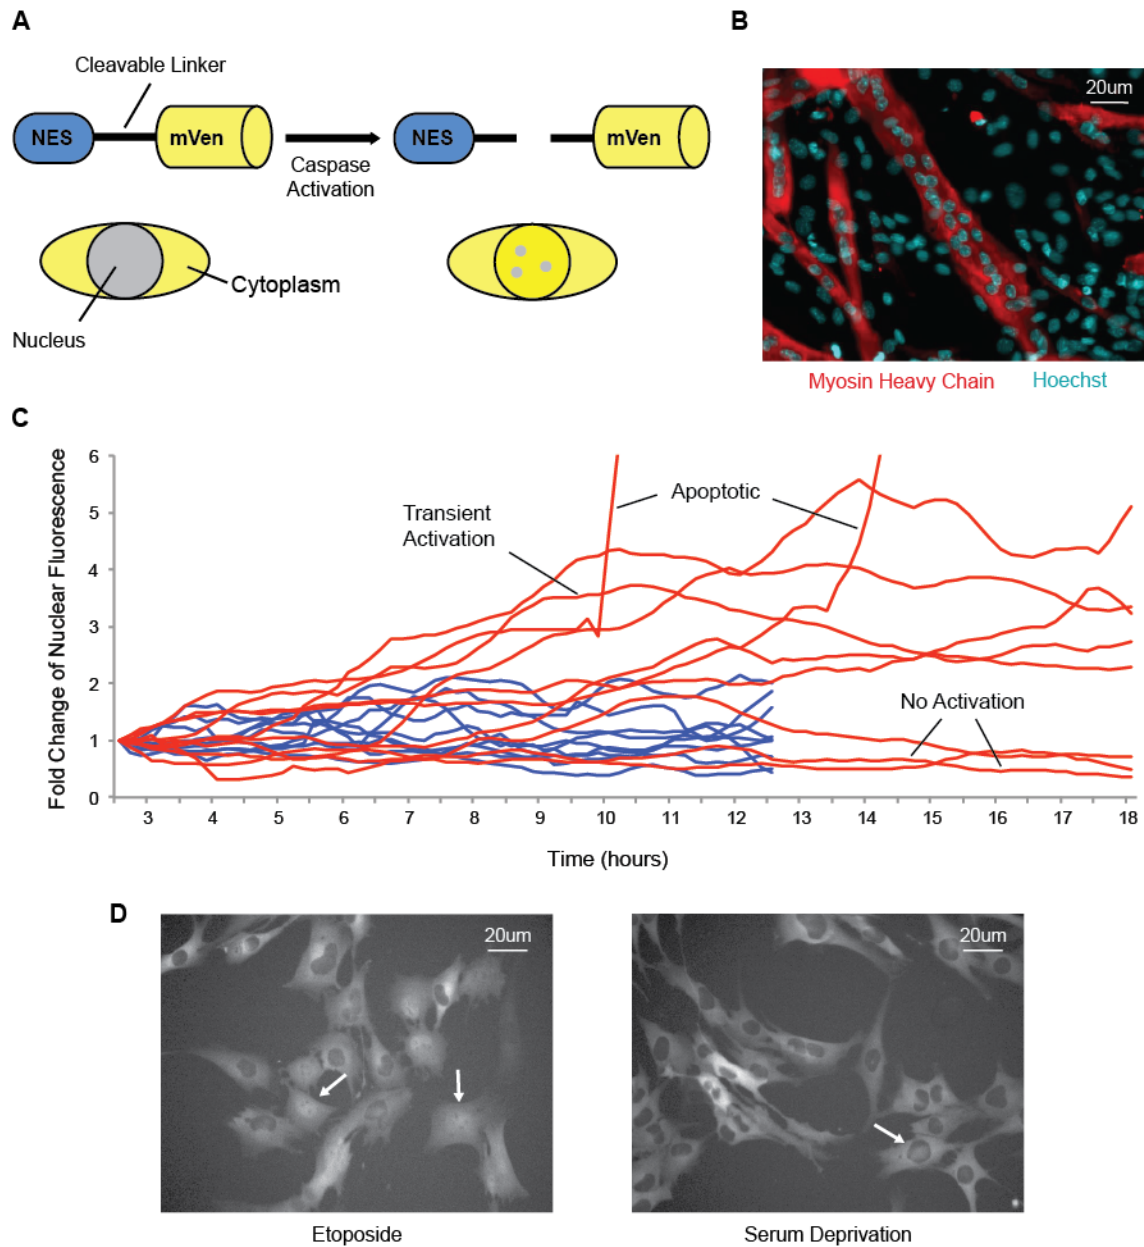 A
Cleavable Linker
NES
mVen
Caspase
Activation
NES
mVen
Cytoplasm
Nucleus
B
20um
Myosin Heavy Chain
Hoechst
C
Fold Change of Nuclear Fluorescence
6
5
4
3
2
1
0
Transient
Activation
Apoptotic
No Activation
3 4 5 6 7 8 9 10 11 12 13 14 15 16 17 18
Time (hours)
D
20um
20um
Etoposide
Serum Deprivation